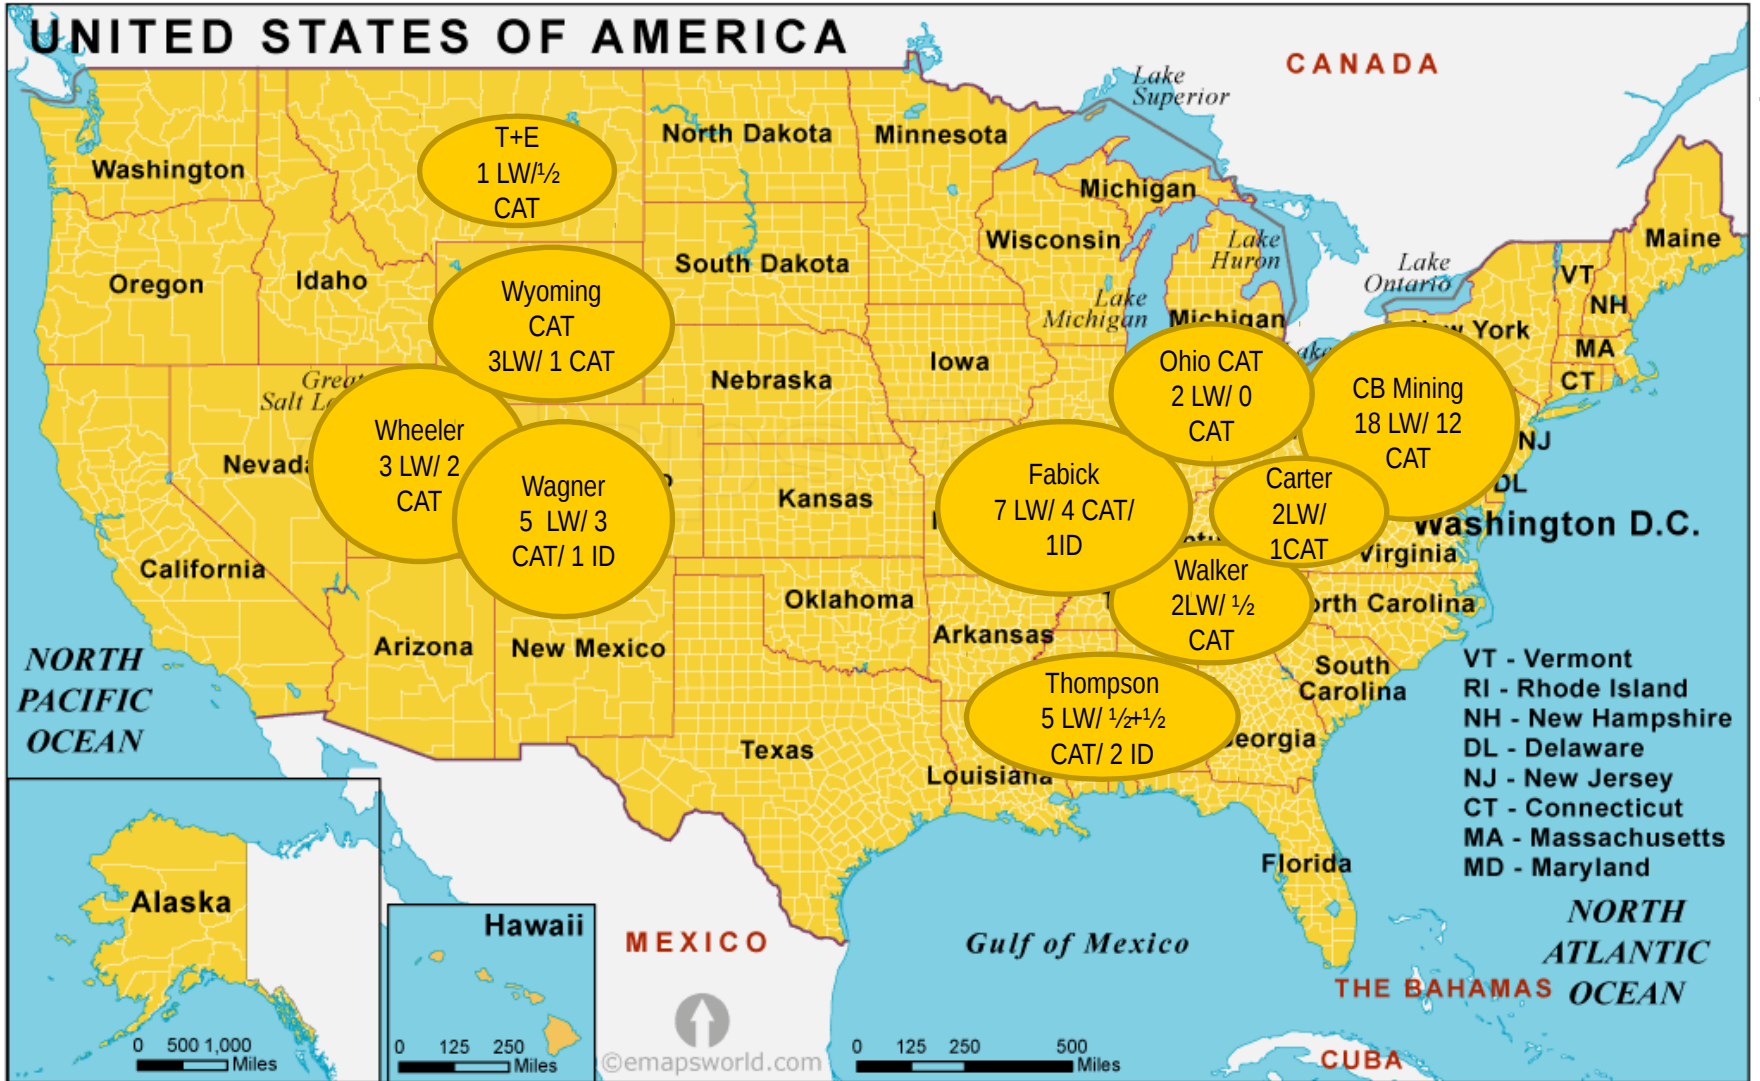 UNITED STATES OF AMERICA
CANADA
Lake
Superior
North Dakota
Minnesota
Washington
T+E
1 LW/½
CAT
Michigan
Wisconsin
Lake
Huron
Maine
South Dakota
Oregon
Idaho
Lake
Ontario
VT
NH
Wyoming
CAT
3LW/ 1 CAT
Lake
Michigan
Michigan
New York
MA
CT
Iowa
Nebraska
Great
Salt L
Ohio CAT
2 LW/ 0
CAT
CB Mining
18 LW/ 12
CAT
NJ
DL
Wheeler
3 LW/ 2
CAT
Nevada
Wagner
5 LW/ 3
CAT/ 1 ID
Kansas
Fabick
7 LW/ 4 CAT/
1ID
Carter
2LW/
1CAT
Washington D.C.
Virginia
California
Walker
2LW/ ½
CAT
Oklahoma
orth Carolina
Arkansas
Arizona
New Mexico
South
Carolina
NORTH
PACIFIC
OCEAN
Thompson
5 LW/ ½+½
CAT/ 2 ID
Georgia
Texas
Louisiana
VT - Vermont
RI - Rhode Island
NH - New Hampshire
DL - Delaware
NJ - New Jersey
CT - Connecticut
MA - Massachusetts
MD - Maryland
Florida
Alaska
Hawaii
MEXICO
Gulf of Mexico
NORTH
ATLANTIC
OCEAN
THE BAHAMAS
CUBA
0 500 1,000
Miles
0 125 250
Miles
©emapsworld.com
0 125 250 500
Miles